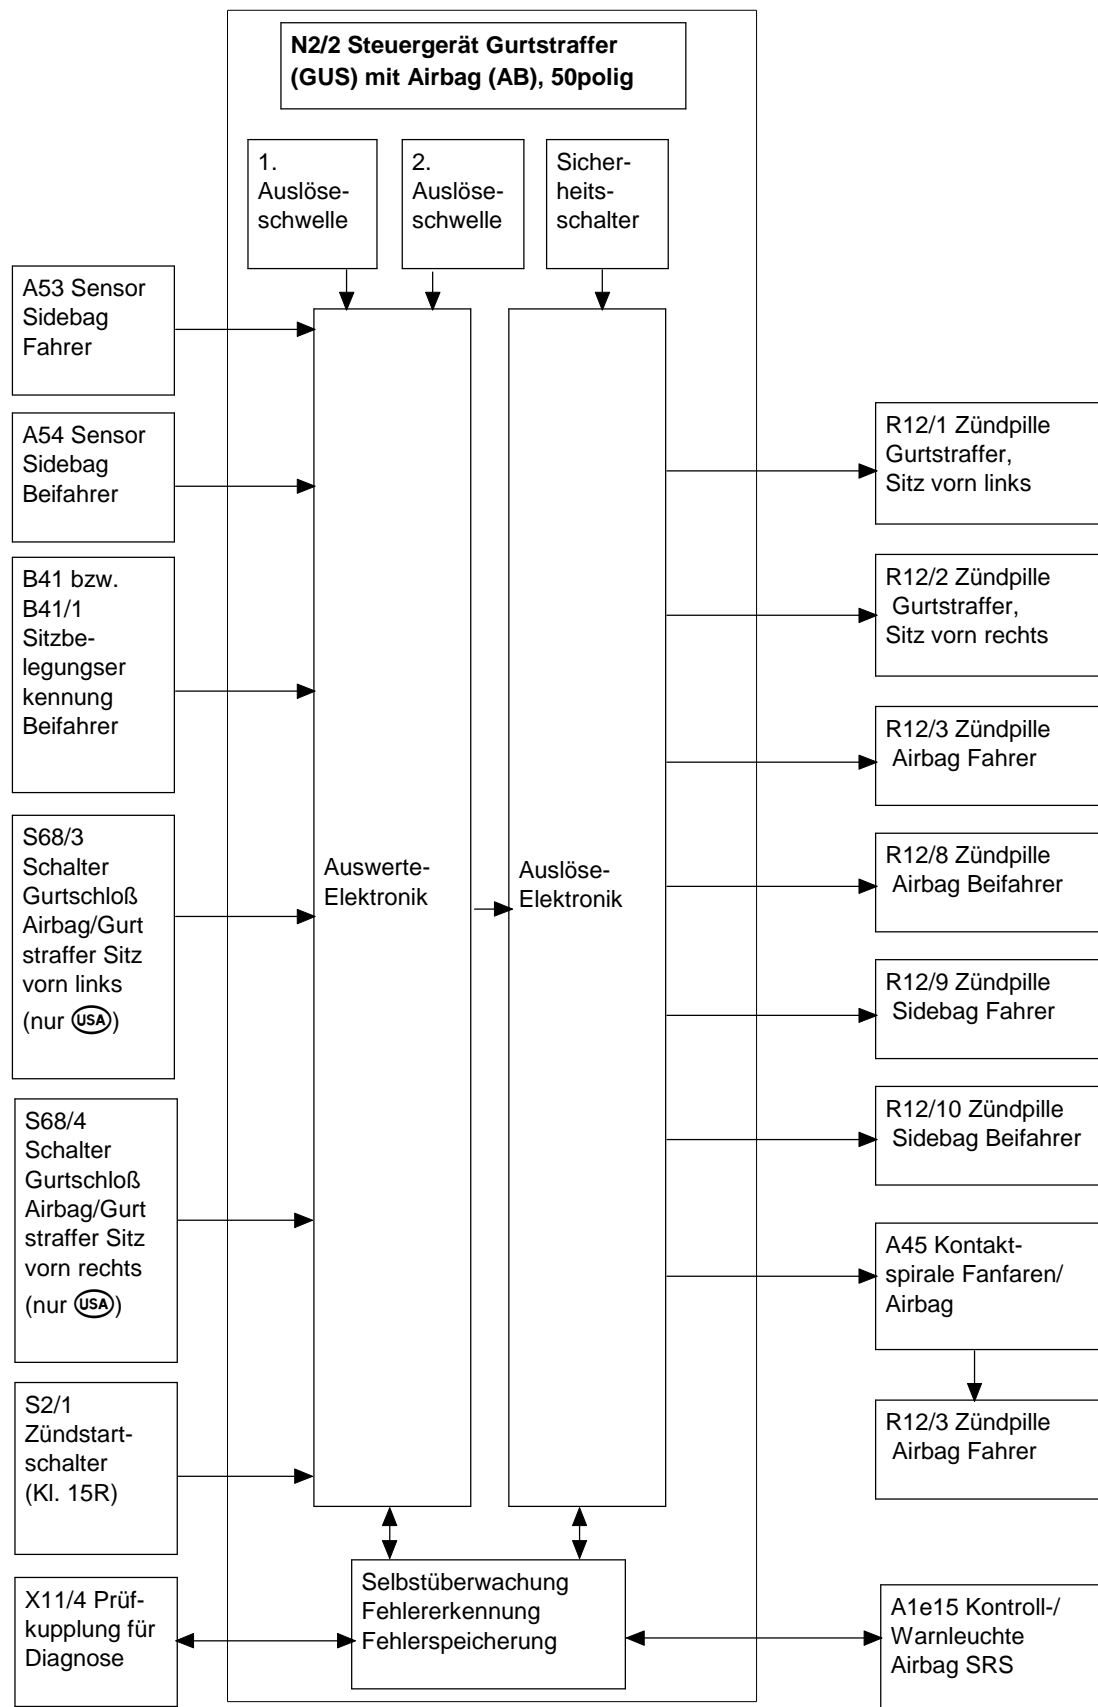 N2/2 Steuergerät Gurtstraffer
(GUS) mit Airbag (AB), 50polig
1.
Auslöse-
schwelle
2.
Auslöse-
schwelle
Sicher-
heits-
schalter
A53 Sensor
Sidebag
Fahrer
A54 Sensor
Sidebag
Beifahrer
B41 bzw.
B41/1
Sitzbe-
legungser
kennung
Beifahrer
S68/3
Schalter
Gurtschloß
Airbag/Gurt
straffer Sitz
vorn links
(nur USA)
S68/4
Schalter
Gurtschloß
Airbag/Gurt
straffer Sitz
vorn rechts
(nur USA)
S2/1
Zündstart-
schalter
(Kl. 15R)
X11/4 Prüf-
kupplung für
Diagnose
Auswerte-
Elektronik
Auslöse-
Elektronik
Selbstüberwachung
Fehlererkennung
Fehlerspeicherung
R12/1 Zündpille
Gurtstraffer,
Sitz vorn links
R12/2 Zündpille
Gurtstraffer,
Sitz vorn rechts
R12/3 Zündpille
Airbag Fahrer
R12/8 Zündpille
Airbag Beifahrer
R12/9 Zündpille
Sidebag Fahrer
R12/10 Zündpille
Sidebag Beifahrer
A45 Kontakt-
spirale Fanfaren/
Airbag
R12/3 Zündpille
Airbag Fahrer
A1e15 Kontroll-/
Warnleuchte
Airbag SRS